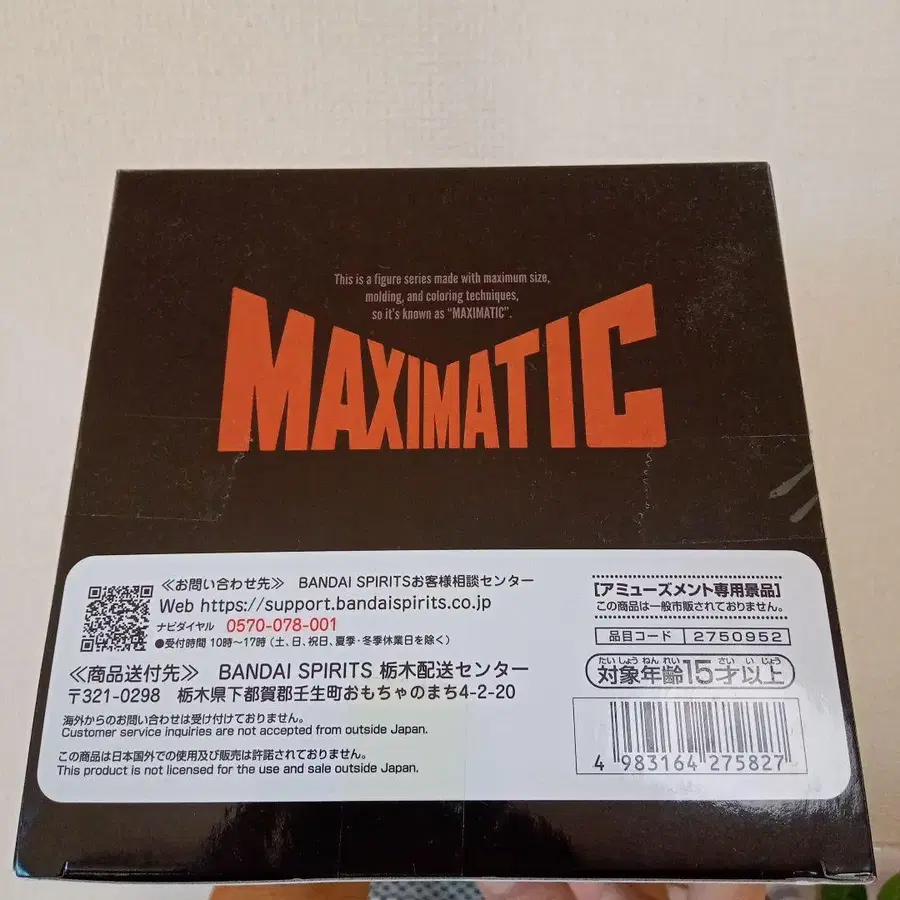 This is a figure series made with maximum size,
molding, and coloring techniques,
so it's known as "MAXIMATIC".
MAXIMATIC
≪お問い合わせ先≫ BANDAI SPIRITSお客様相談センター
Web https://support.bandaispirits.co.jp
ナビダイヤル 0570-078-001
●受付時間 10時～17時(土、日、祝日、夏季・冬季休業日を除く)
≪商品送付先≫ BANDAI SPIRITS 栃木配送センター
〒321-0298 栃木県下都賀郡壬生町おもちゃのまち4-2-20
海外からのお問い合わせは受け付けておりません。
Customer service inquiries are not accepted from outside Japan.
この商品は日本国外での使用及び販売は許諾されておりません。
This product is not licensed for the use and sale outside Japan.
[アミューズメント専用景品]
この商品は一般市販されておりません。
品目コード 2750952
たいしょうねんれい さい いじょう
対象年齢15才以上
4 983164 275827